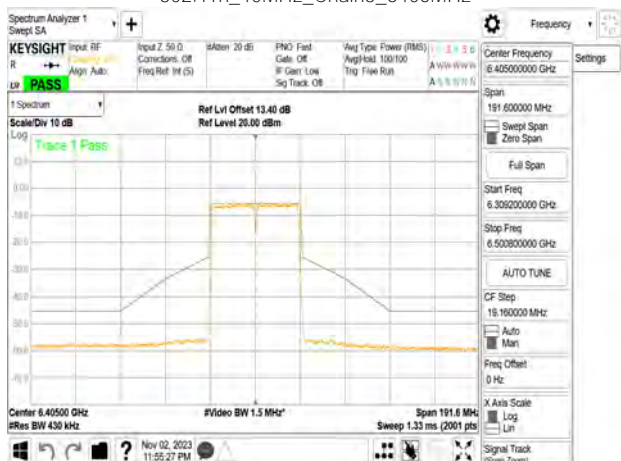 Spectrum Analyzer 1
Swept SA
Frequency
Settings
KEYSIGHT
R
PASS
Input: RF
Align: Auto
Input Z: 50 Ω
Corrections: Off
Freq Ref: Int (S)
#Atten: 20 dB
PNO: Fast
Gate: Off
IF Gain: Low
Sig Track: Off
Avg Type: Power (RMS)
Avg|Hold: 100/100
Trig: Free Run
1 Spectrum
Scale/Div 10 dB
Ref Lvl Offset 13.40 dB
Ref Level 20.00 dBm
Log
Trace 1 Pass
Center 6.40500 GHz
#Res BW 430 kHz
#Video BW 1.5 MHz*
Span 191.6 MHz
Sweep 1.33 ms (2001 pts
Nov 02, 2023
11:55:27 PM
Center Frequency
6.405000000 GHz
Span
191.600000 MHz
Swept Span
Zero Span
Full Span
Start Freq
6.309200000 GHz
Stop Freq
6.500800000 GHz
AUTO TUNE
CF Step
19.160000 MHz
Auto
Man
Freq Offset
0 Hz
X Axis Scale
Log
Lin
Signal Track